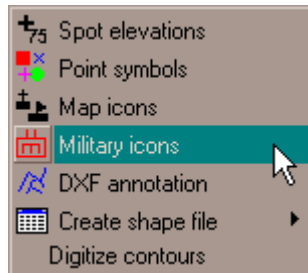 75 Spot elevations
Point symbols
Map icons
Military icons
DXF annotation
Create shape file
Digitize contours